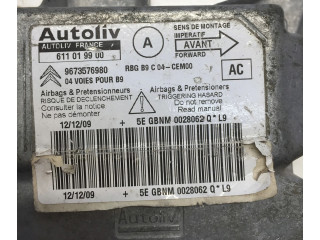 Autoliv
AUTOLIV FRANCE
611 01 99 00
A
SENS DE MONTAGE
IMPERATIF
AVANT
FORWARD
9673576980
04 VOIES POUR B9
RBG B9 C 04-CEM00
AC
Airbags & Pretensionneurs
RISQUE DE DECLENCHEMENT
Consulter la notice
Ne pas démonter
Airbags & Pretensioners
TRIGGERING HASARD
Do not remove
Read manual
12/12/09 + 5E GBNM 0028062 Q* L9
12/12/09 + 5E GBNM 0028062 Q* L9
Autoliv